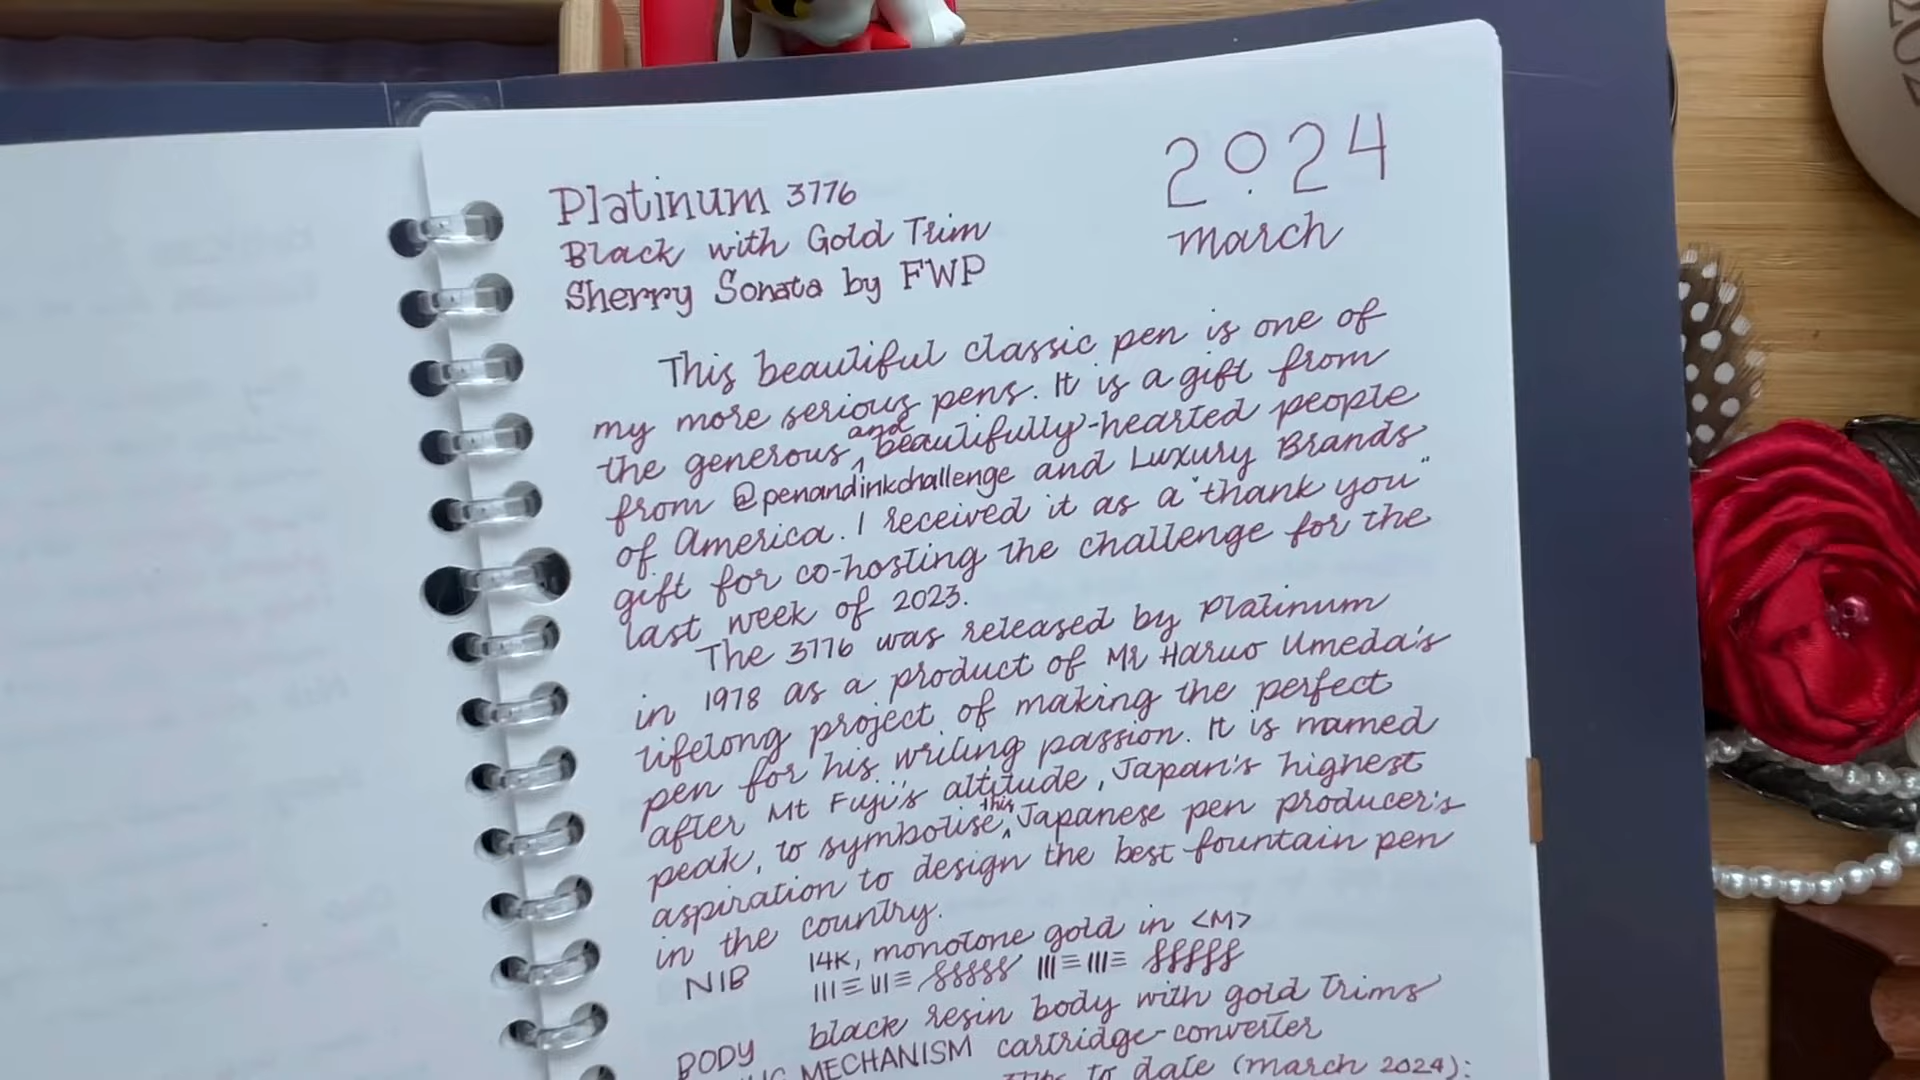 Platinum 3776
Black with Gold Trim
Sherry Sonata by FWP
2024
march
This beautiful classic pen is one of
my more serious pens. It is a gift from
the generous and beautifully-hearted people
from @penandinkchallenge and Luxury Brands
of America. I received it as a "thank you"
gift for co-hosting the challenge for the
last week of 2023.
The 3776 was released by Platinum
in 1978 as a product of Mr Haruo Umeda's
lifelong project of making the perfect
pen for his writing passion. It is named
after Mt Fuji's altitude, Japan's highest
peak, to symbolise this Japanese pen producer's
aspiration to design the best fountain pen
in the country.
NIB 14K, monotone gold in <M>
BODY black resin body with gold trims
MECHANISM cartridge-converter
to date (march 2024):
202